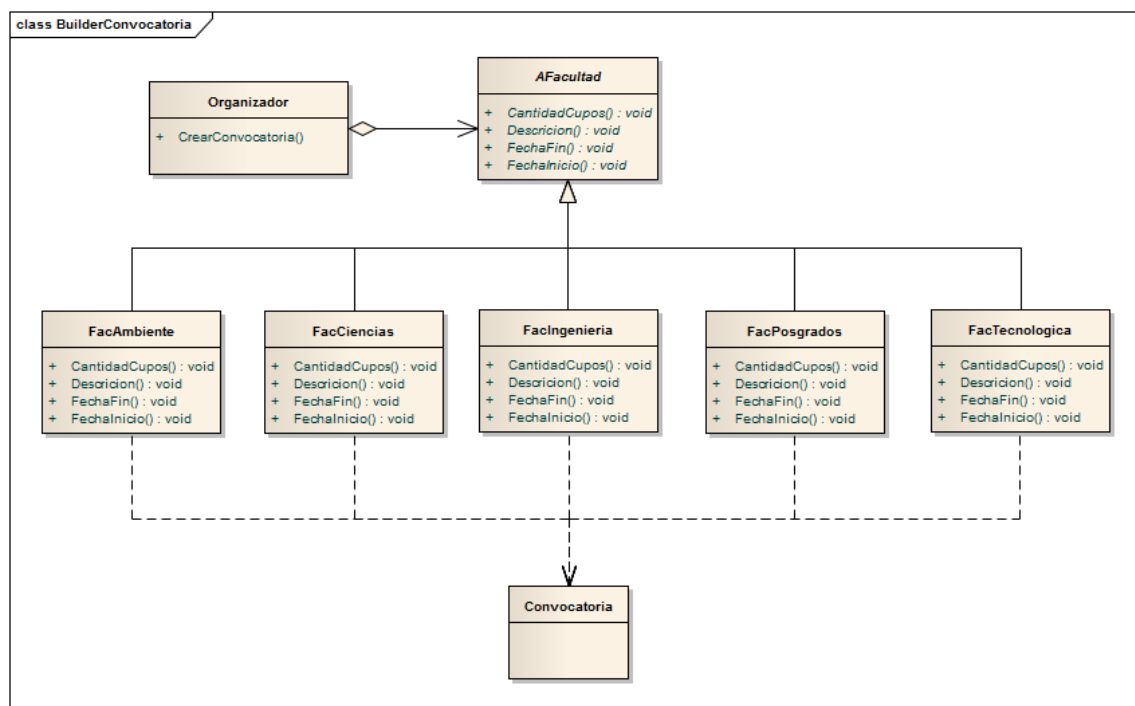 class BuilderConvocatoria
Organizador
+ CrearConvocatoria()
AFacultad
+ CantidadCupos() : void
+ Descricion() : void
+ FechaFin() : void
+ FechaInicio() : void
FacAmbiente
+ CantidadCupos() : void
+ Descricion() : void
+ FechaFin() : void
+ FechaInicio() : void
FacCiencias
+ CantidadCupos() : void
+ Descricion() : void
+ FechaFin() : void
+ FechaInicio() : void
FacIngenieria
+ CantidadCupos() : void
+ Descricion() : void
+ FechaFin() : void
+ FechaInicio() : void
FacPosgrados
+ CantidadCupos() : void
+ Descricion() : void
+ FechaFin() : void
+ FechaInicio() : void
FacTecnologica
+ CantidadCupos() : void
+ Descricion() : void
+ FechaFin() : void
+ FechaInicio() : void
Convocatoria